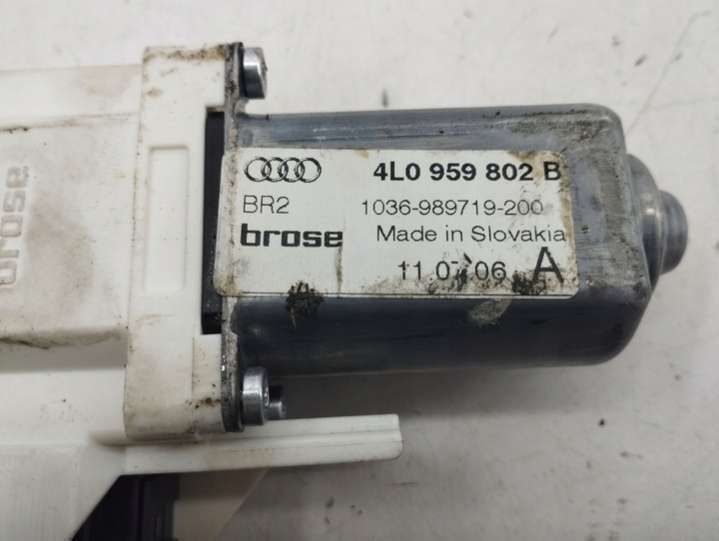 4L0 959 802 B
BR2 1036-989719-200
brose Made in Slovakia
11 07 06 A
brose